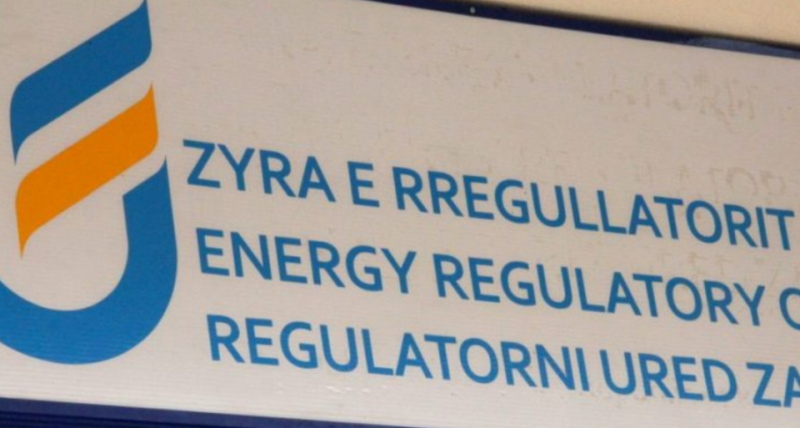 ZYRA E RREGULLATORIT
ENERGY REGULATORY
REGULATORNI URED ZA